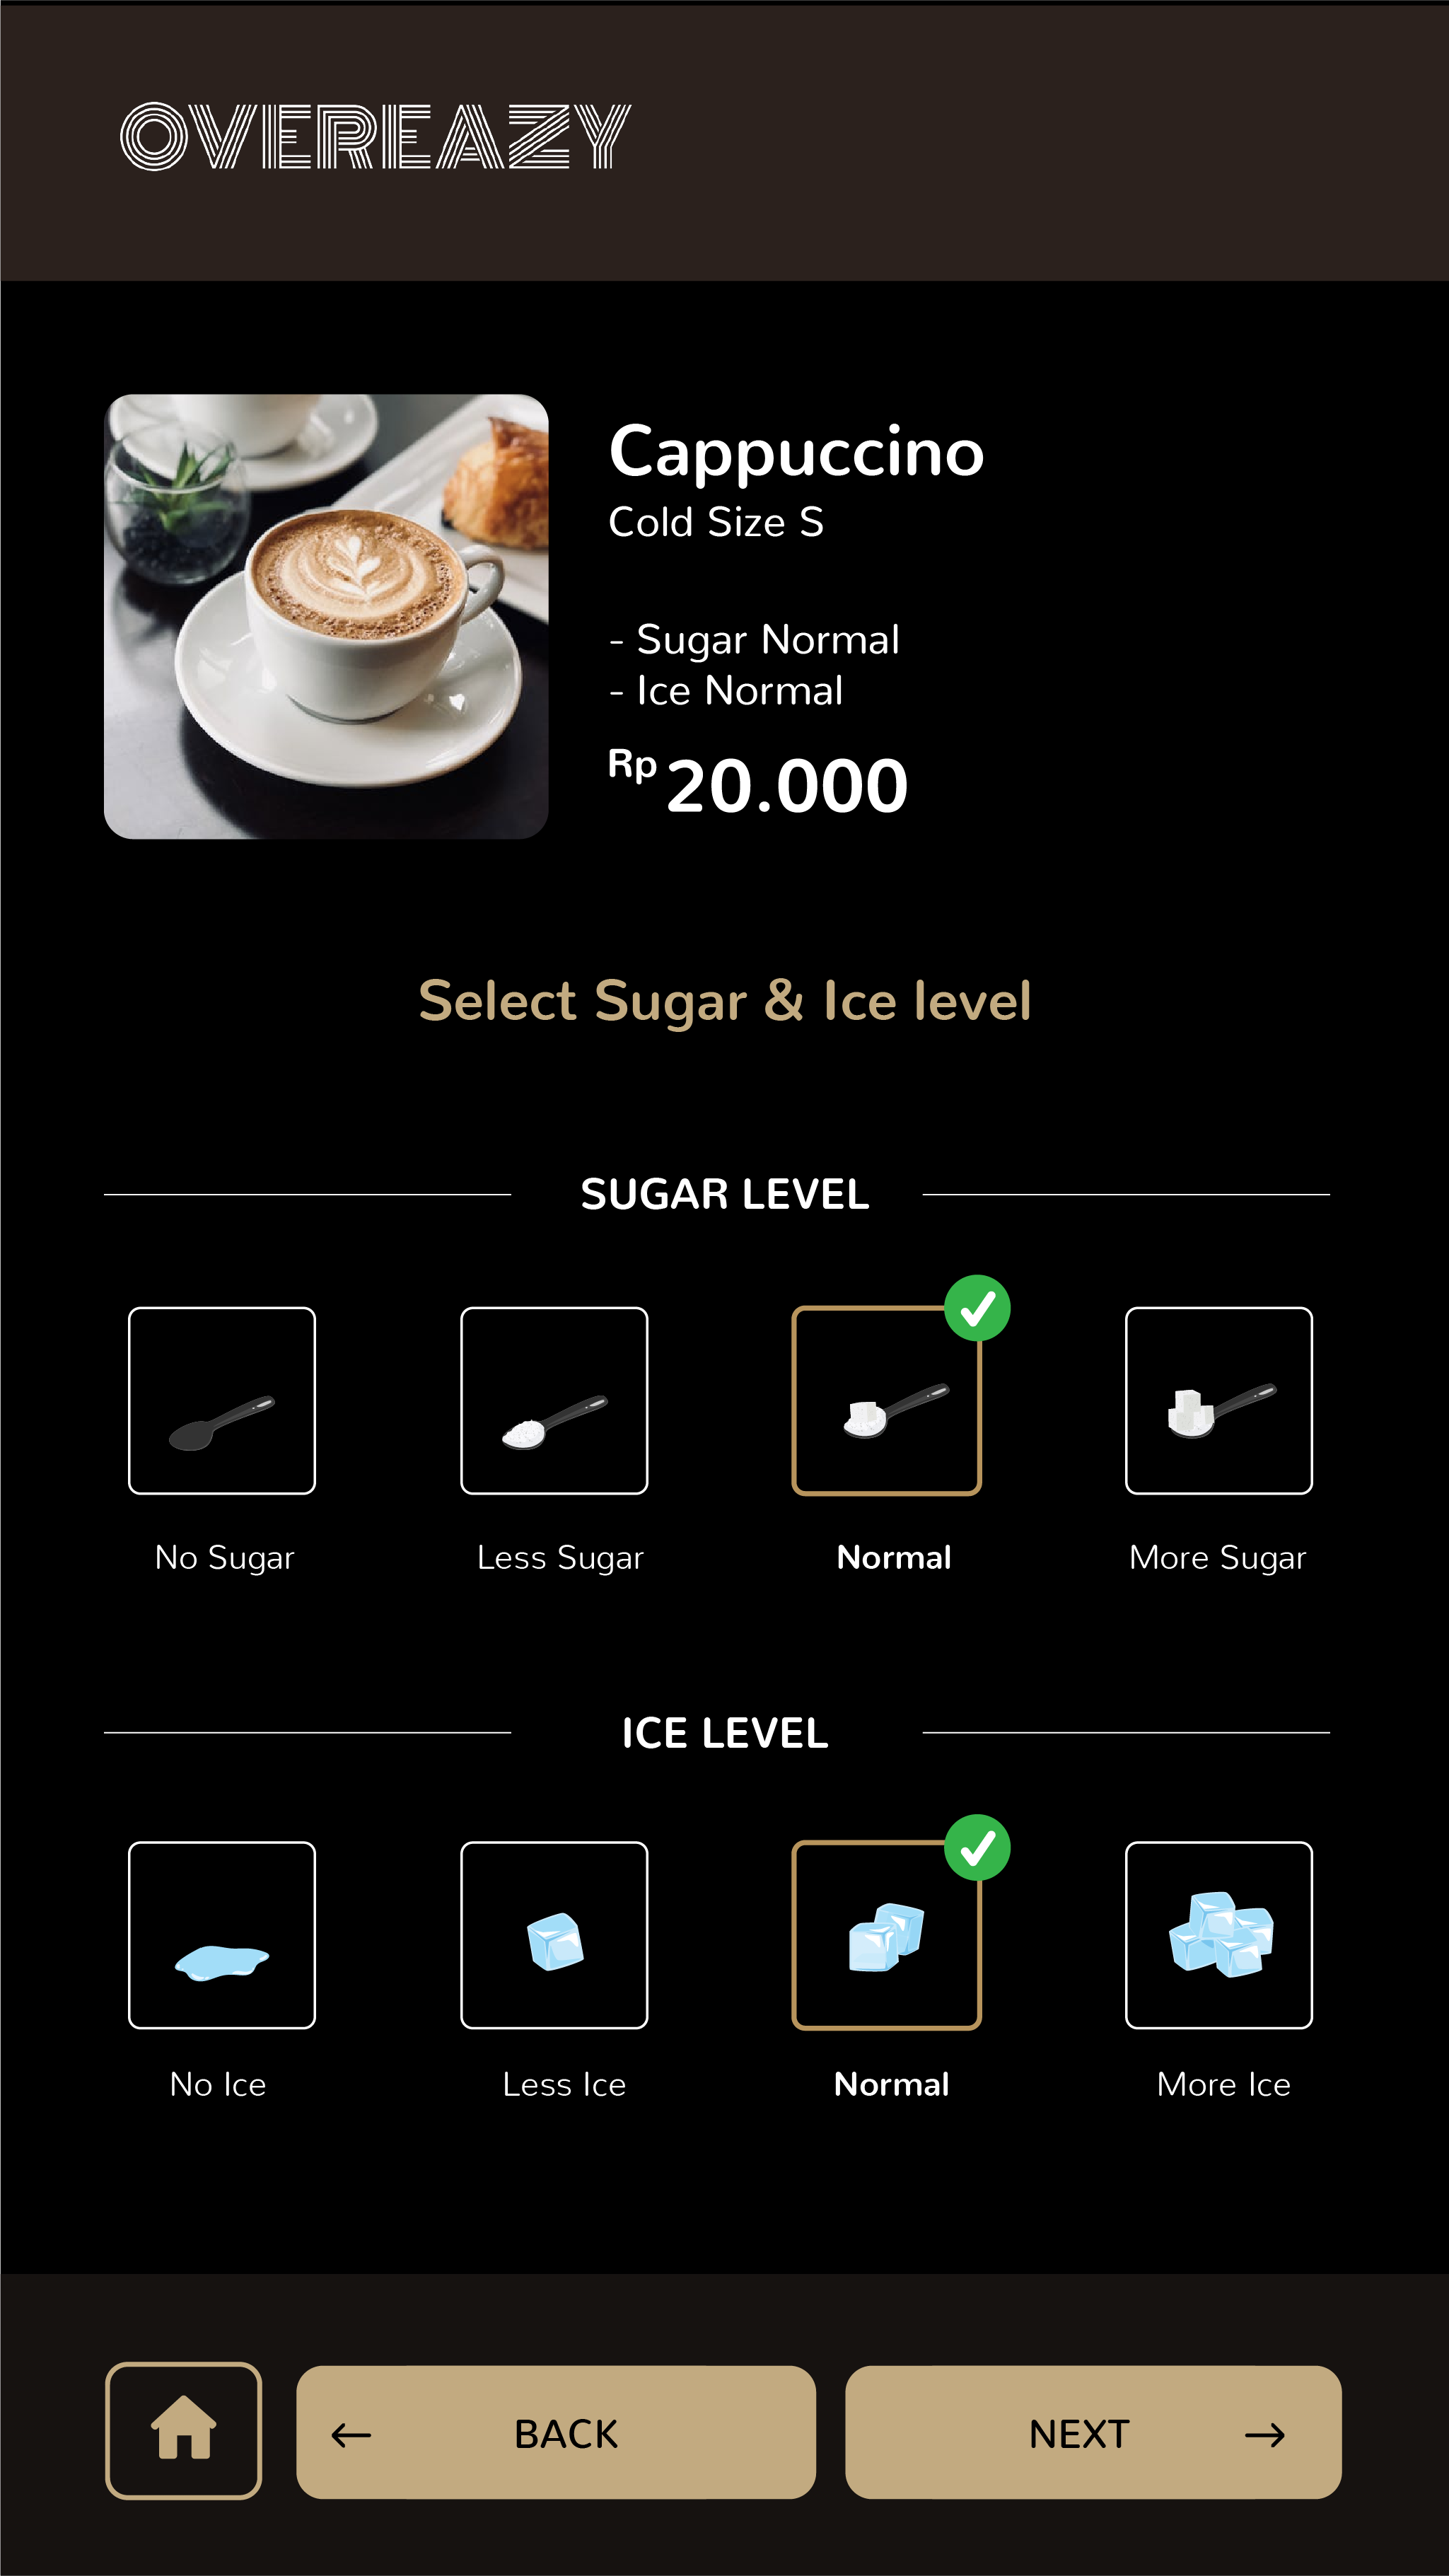 OVEREAZY
Cappuccino
Cold Size S
- Sugar Normal
- Ice Normal
Rp 20.000
Select Sugar & Ice level
SUGAR LEVEL
No Sugar
Less Sugar
Normal
More Sugar
ICE LEVEL
No Ice
Less Ice
Normal
More Ice
← BACK
NEXT →